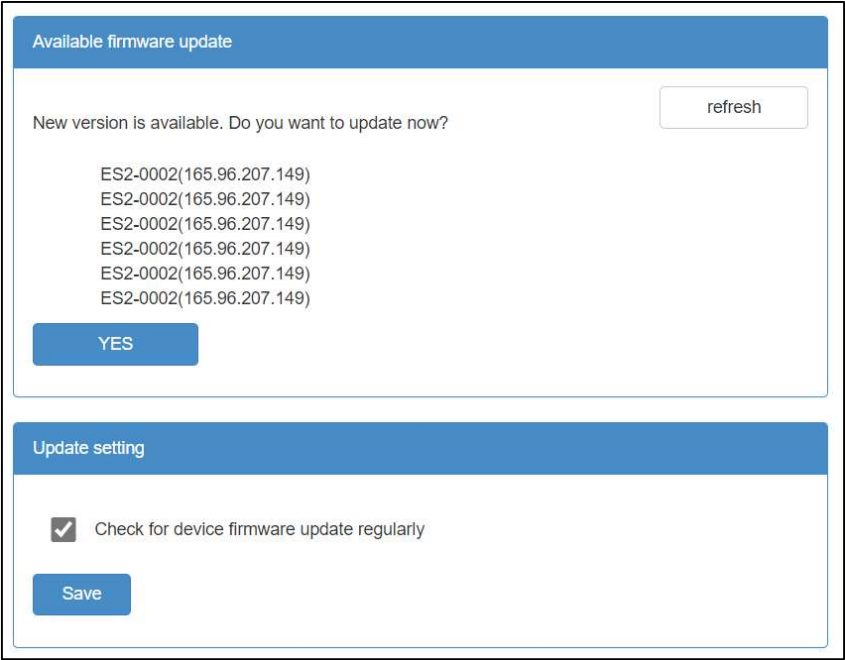 Available firmware update
refresh
New version is available. Do you want to update now?
ES2-0002(165.96.207.149)
ES2-0002(165.96.207.149)
ES2-0002(165.96.207.149)
ES2-0002(165.96.207.149)
ES2-0002(165.96.207.149)
ES2-0002(165.96.207.149)
YES
Update setting
Check for device firmware update regularly
Save